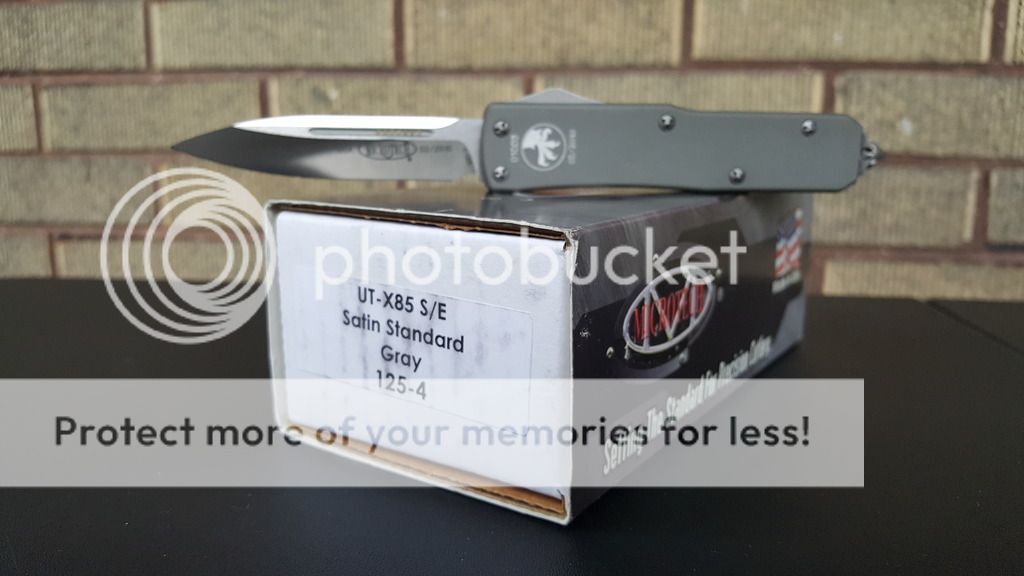 photobucket
UT-X85 S/E
Satin Standard
Gray
125-4
MICROTECH
Setting The Standard For Precision Cutting
Protect more of your memories for less!